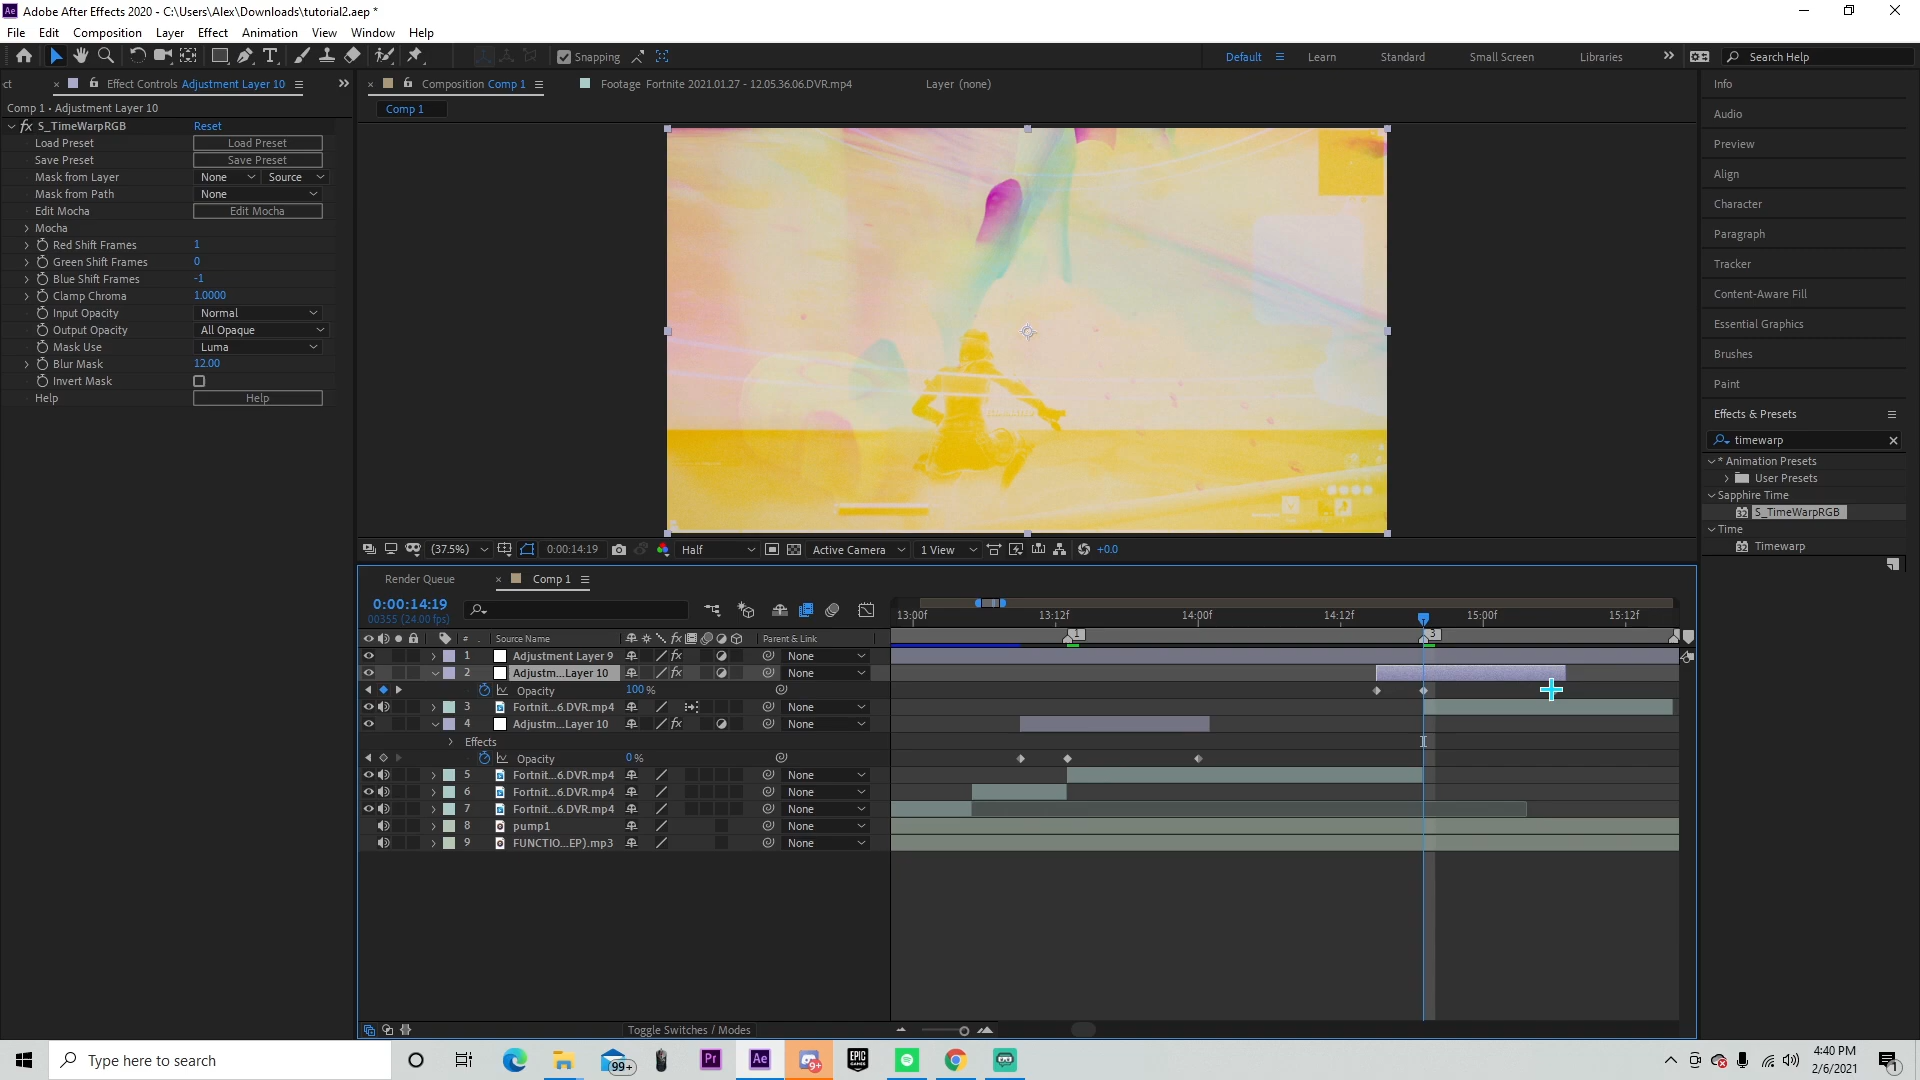 Adobe After Effects 2020 - C:\Users\Alex\Downloads\tutorial2.aep *
File Edit Composition Layer Effect Animation View Window Help
Snapping Default Learn Standard Small Screen Libraries Search Help
ct Effect Controls Adjustment Layer 10
Composition Comp 1 Footage Fortnite 2021.01.27 - 12.05.36.06.DVR.mp4 Layer (none)
Comp 1 • Adjustment Layer 10
Comp 1
fx S_TimeWarpRGB Reset
Load Preset Load Preset
Save Preset Save Preset
Mask from Layer None Source
Mask from Path None
Edit Mocha Edit Mocha
Mocha
Red Shift Frames 1
Green Shift Frames 0
Blue Shift Frames -1
Clamp Chroma 1.0000
Input Opacity Normal
Output Opacity All Opaque
Mask Use Luma
Blur Mask 12.00
Invert Mask
Help Help
Info
Audio
Preview
Align
Character
Paragraph
Tracker
Content-Aware Fill
Essential Graphics
Brushes
Paint
Effects & Presets
timewarp
* Animation Presets
User Presets
Sapphire Time
S_TimeWarpRGB
Time
Timewarp
(37.5%) 0:00:14:19 Half Active Camera 1 View +0.0
Render Queue Comp 1
0:00:14:19
00355 (24.00 fps)
13:00f 13:12f 14:00f 14:12f 15:00f 15:12f
# Source Name Parent & Link
1 3
1 Adjustment Layer 9 None
2 Adjustm...Layer 10 None
Opacity 100 %
3 Fortnit...6.DVR.mp4 None
4 Adjustm...Layer 10 None
Effects
Opacity 0 %
5 Fortnit...6.DVR.mp4 None
6 Fortnit...6.DVR.mp4 None
7 Fortnit...6.DVR.mp4 None
8 pump1 None
9 FUNCTIO...EP).mp3 None
Toggle Switches / Modes
Type here to search
99+
Pr
Ae
9+
EPIC GAMES
4:40 PM
2/6/2021
1